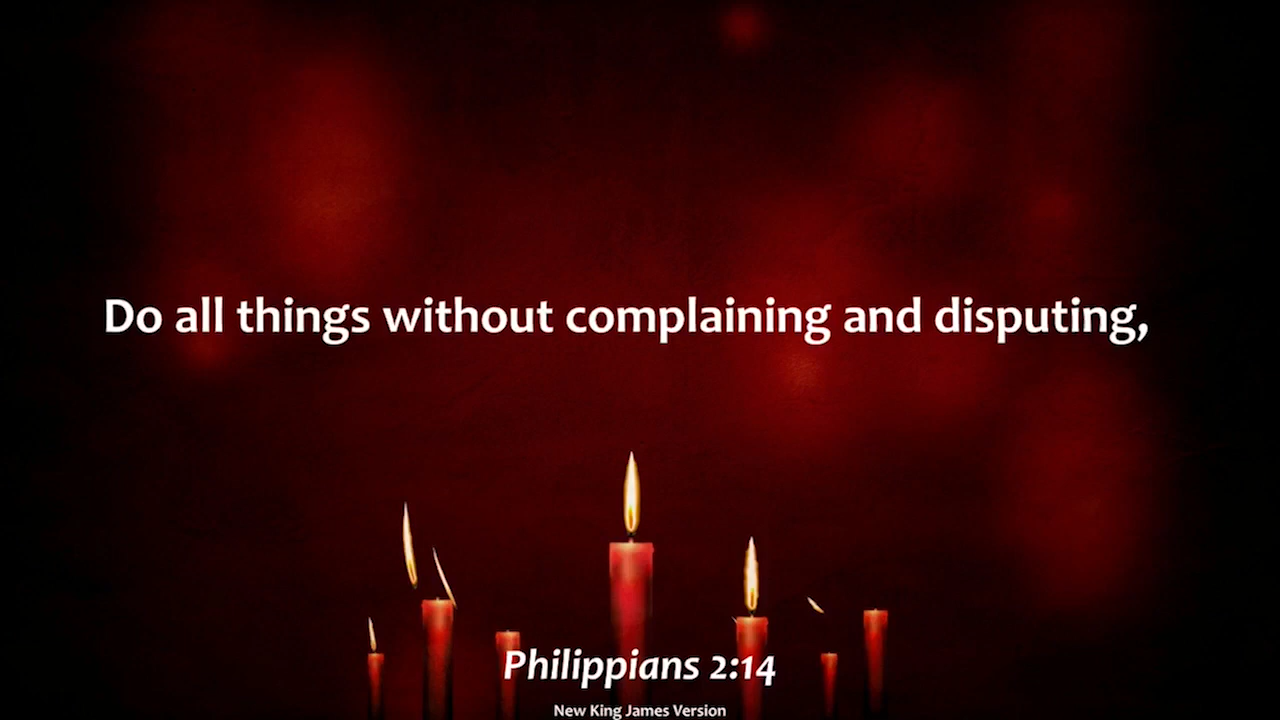 Do all things without complaining and disputing,
Philippians 2:14
New King James Version